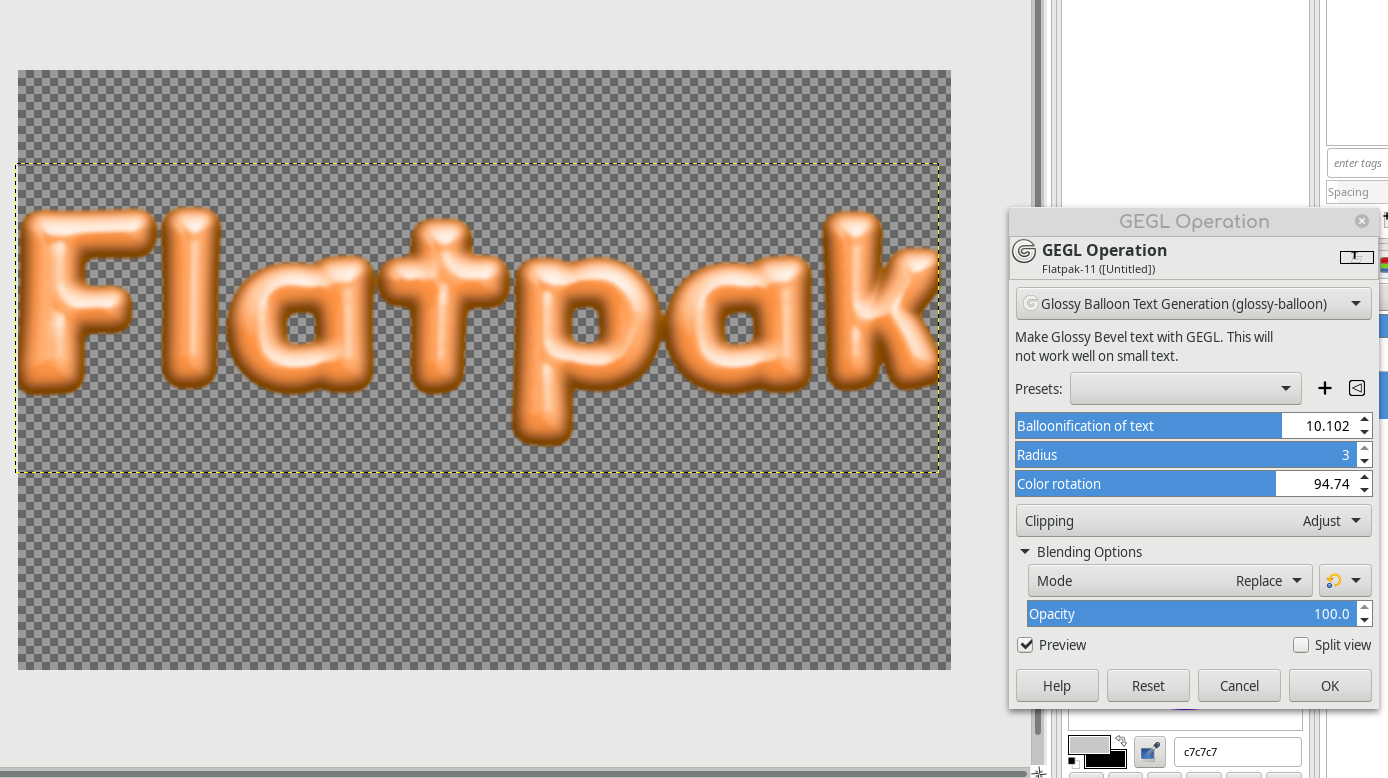 Flatpak
enter tags
Spacing
GEGL Operation
GEGL Operation
Flatpak-11 ([Untitled])
Glossy Balloon Text Generation (glossy-balloon)
Make Glossy Bevel text with GEGL. This will
not work well on small text.
Presets:
Balloonification of text 10.102
Radius 3
Color rotation 94.74
Clipping Adjust
Blending Options
Mode Replace
Opacity 100.0
Preview Split view
Help Reset Cancel OK
c7c7c7